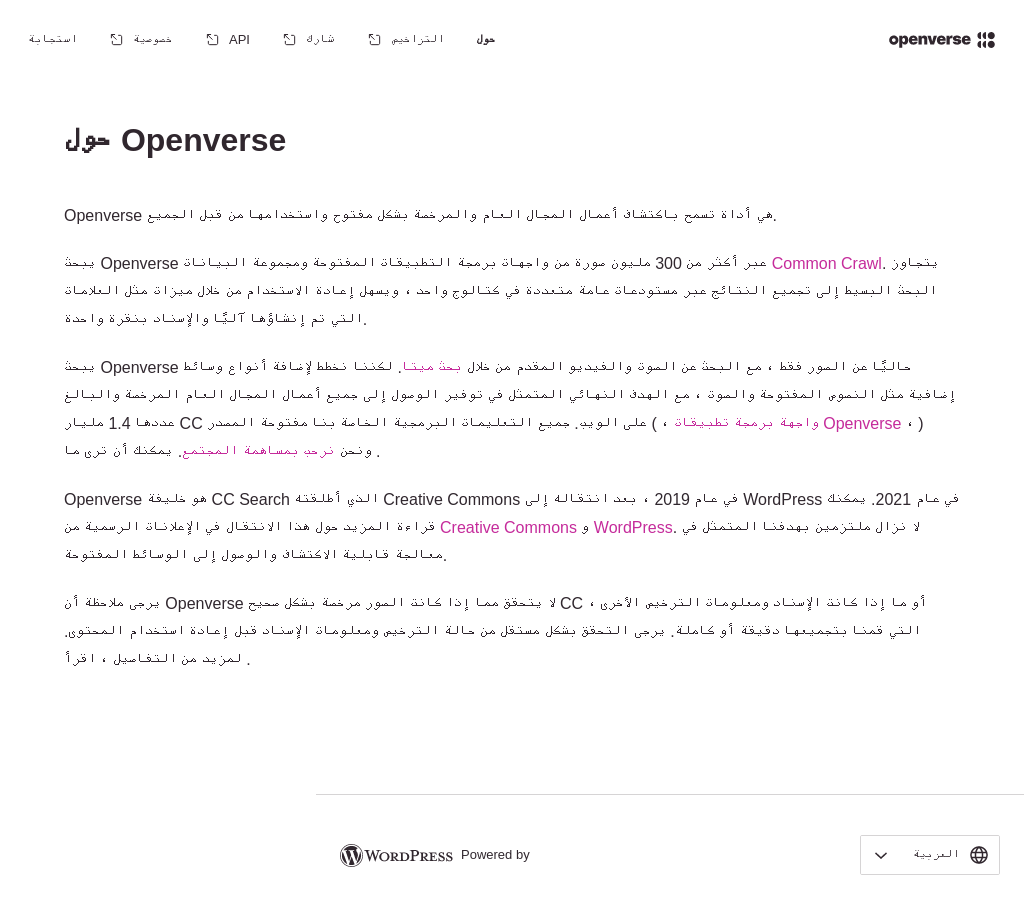 openverse
حول
التراخيص
شارك
API
خصوصية
استجابة
حول Openverse
Openverse هي أداة تسمح باكتشاف أعمال المجال العام والمرخصة بشكل مفتوح واستخدامها من قبل الجميع.
يبحث Openverse عبر أكثر من 300 مليون صورة من واجهات برمجة التطبيقات المفتوحة ومجموعة البيانات Common Crawl. يتجاوز
البحث البسيط إلى تجميع النتائج عبر مستودعات عامة متعددة في كتالوج واحد ، ويسهل إعادة الاستخدام من خلال ميزات مثل العلامات
التي تم إنشاؤها آليًا والإسناد بنقرة واحدة.
يبحث Openverse حاليًا عن الصور فقط ، مع البحث عن الصوت والفيديو المقدم من خلال بحث ميتا. لكننا نخطط لإضافة أنواع وسائط
إضافية مثل النصوص المفتوحة والصوت ، مع الهدف النهائي المتمثل في توفير الوصول إلى جميع أعمال المجال العام المرخصة والبالغ
عددها 1.4 مليار CC على الويب. جميع التعليمات البرمجية الخاصة بنا مفتوحة المصدر ( ، واجهة برمجة تطبيقات Openverse ، )
ونحن نرحب بمساهمة المجتمع. يمكنك أن ترى ما .
Openverse هو خليفة CC Search الذي أطلقته Creative Commons في عام 2019 ، بعد انتقاله إلى WordPress في عام 2021. يمكنك
قراءة المزيد حول هذا الانتقال في الإعلانات الرسمية من Creative Commons و WordPress. لا نزال ملتزمين بهدفنا المتمثل في
معالجة قابلية الاكتشاف والوصول إلى الوسائط المفتوحة.
يرجى ملاحظة أن Openverse لا يتحقق مما إذا كانت الصور مرخصة بشكل صحيح CC ، أو ما إذا كانت الإسناد ومعلومات الترخيص الأخرى
التي قمنا بتجميعها دقيقة أو كاملة. يرجى التحقق بشكل مستقل من حالة الترخيص ومعلومات الإسناد قبل إعادة استخدام المحتوى.
لمزيد من التفاصيل ، اقرأ .
العربية
Powered by WORDPRESS